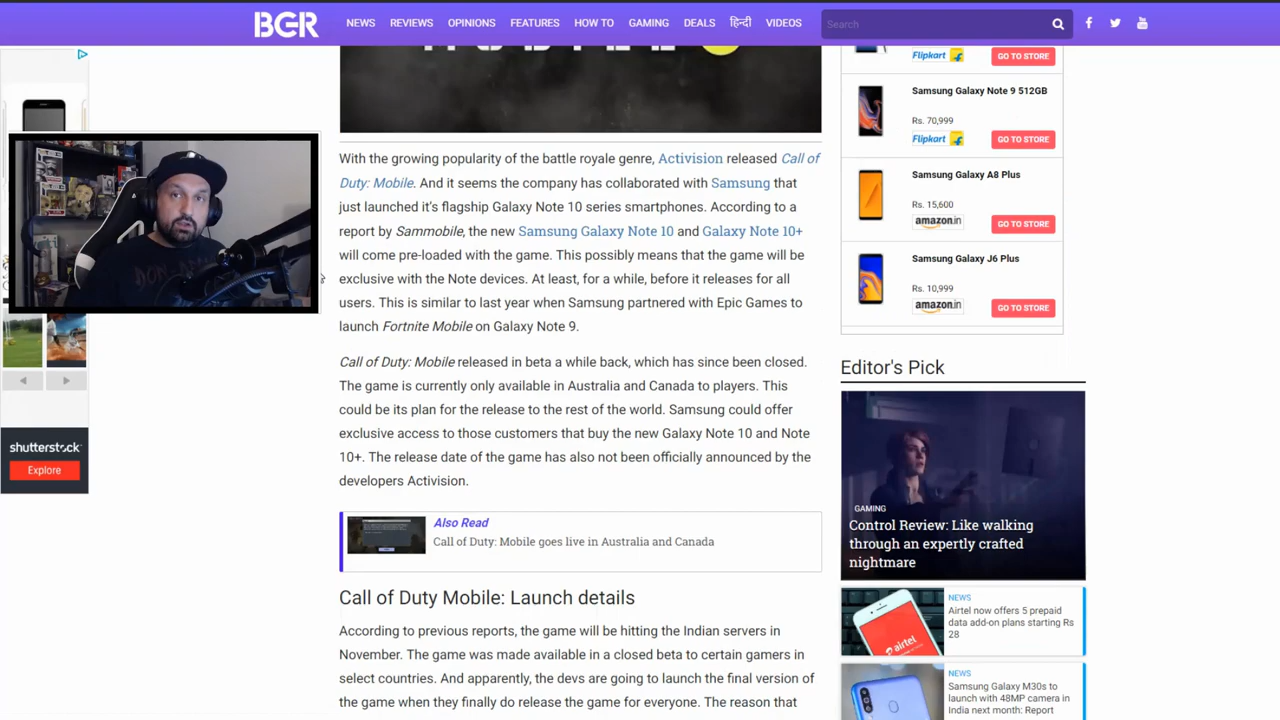 BGR
NEWS
REVIEWS
OPINIONS
FEATURES
HOW TO
GAMING
DEALS
हिन्दी
VIDEOS
Search
With the growing popularity of the battle royale genre, Activision released Call of
Duty: Mobile. And it seems the company has collaborated with Samsung that
just launched it's flagship Galaxy Note 10 series smartphones. According to a
report by Sammobile, the new Samsung Galaxy Note 10 and Galaxy Note 10+
will come pre-loaded with the game. This possibly means that the game will be
exclusive with the Note devices. At least, for a while, before it releases for all
users. This is similar to last year when Samsung partnered with Epic Games to
launch Fortnite Mobile on Galaxy Note 9.
Call of Duty: Mobile released in beta a while back, which has since been closed.
The game is currently only available in Australia and Canada to players. This
could be its plan for the release to the rest of the world. Samsung could offer
exclusive access to those customers that buy the new Galaxy Note 10 and Note
10+. The release date of the game has also not been officially announced by the
developers Activision.
Also Read
Call of Duty: Mobile goes live in Australia and Canada
Call of Duty Mobile: Launch details
According to previous reports, the game will be hitting the Indian servers in
November. The game was made available in a closed beta to certain gamers in
select countries. And apparently, the devs are going to launch the final version of
the game when they finally do release the game for everyone. The reason that
Flipkart
GO TO STORE
Samsung Galaxy Note 9 512GB
Rs. 70,999
Flipkart
GO TO STORE
Samsung Galaxy A8 Plus
Rs. 15,600
amazon.in
GO TO STORE
Samsung Galaxy J6 Plus
Rs. 10,999
amazon.in
GO TO STORE
Editor's Pick
GAMING
Control Review: Like walking
through an expertly crafted
nightmare
NEWS
Airtel now offers 5 prepaid
data add-on plans starting Rs
28
airtel
NEWS
Samsung Galaxy M30s to
launch with 48MP camera in
India next month: Report
shutterstock
Explore